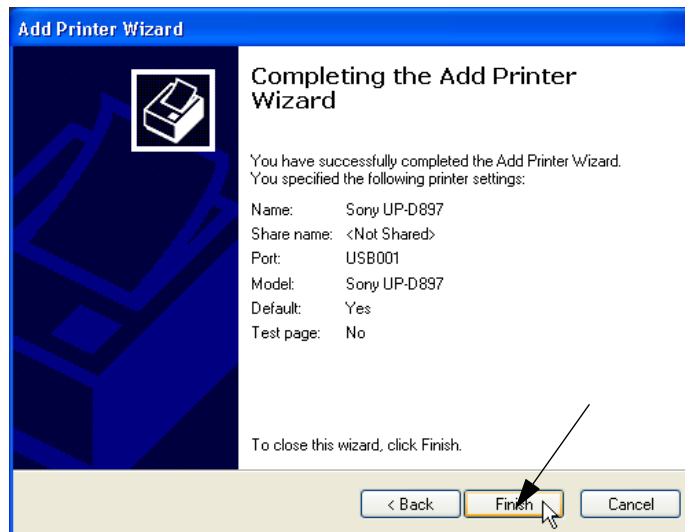 Add Printer Wizard
Completing the Add Printer
Wizard
You have successfully completed the Add Printer Wizard.
You specified the following printer settings:
Name: Sony UP-D897
Share name: <Not Shared>
Port: USB001
Model: Sony UP-D897
Default: Yes
Test page: No
To close this wizard, click Finish.
< Back Finish Cancel